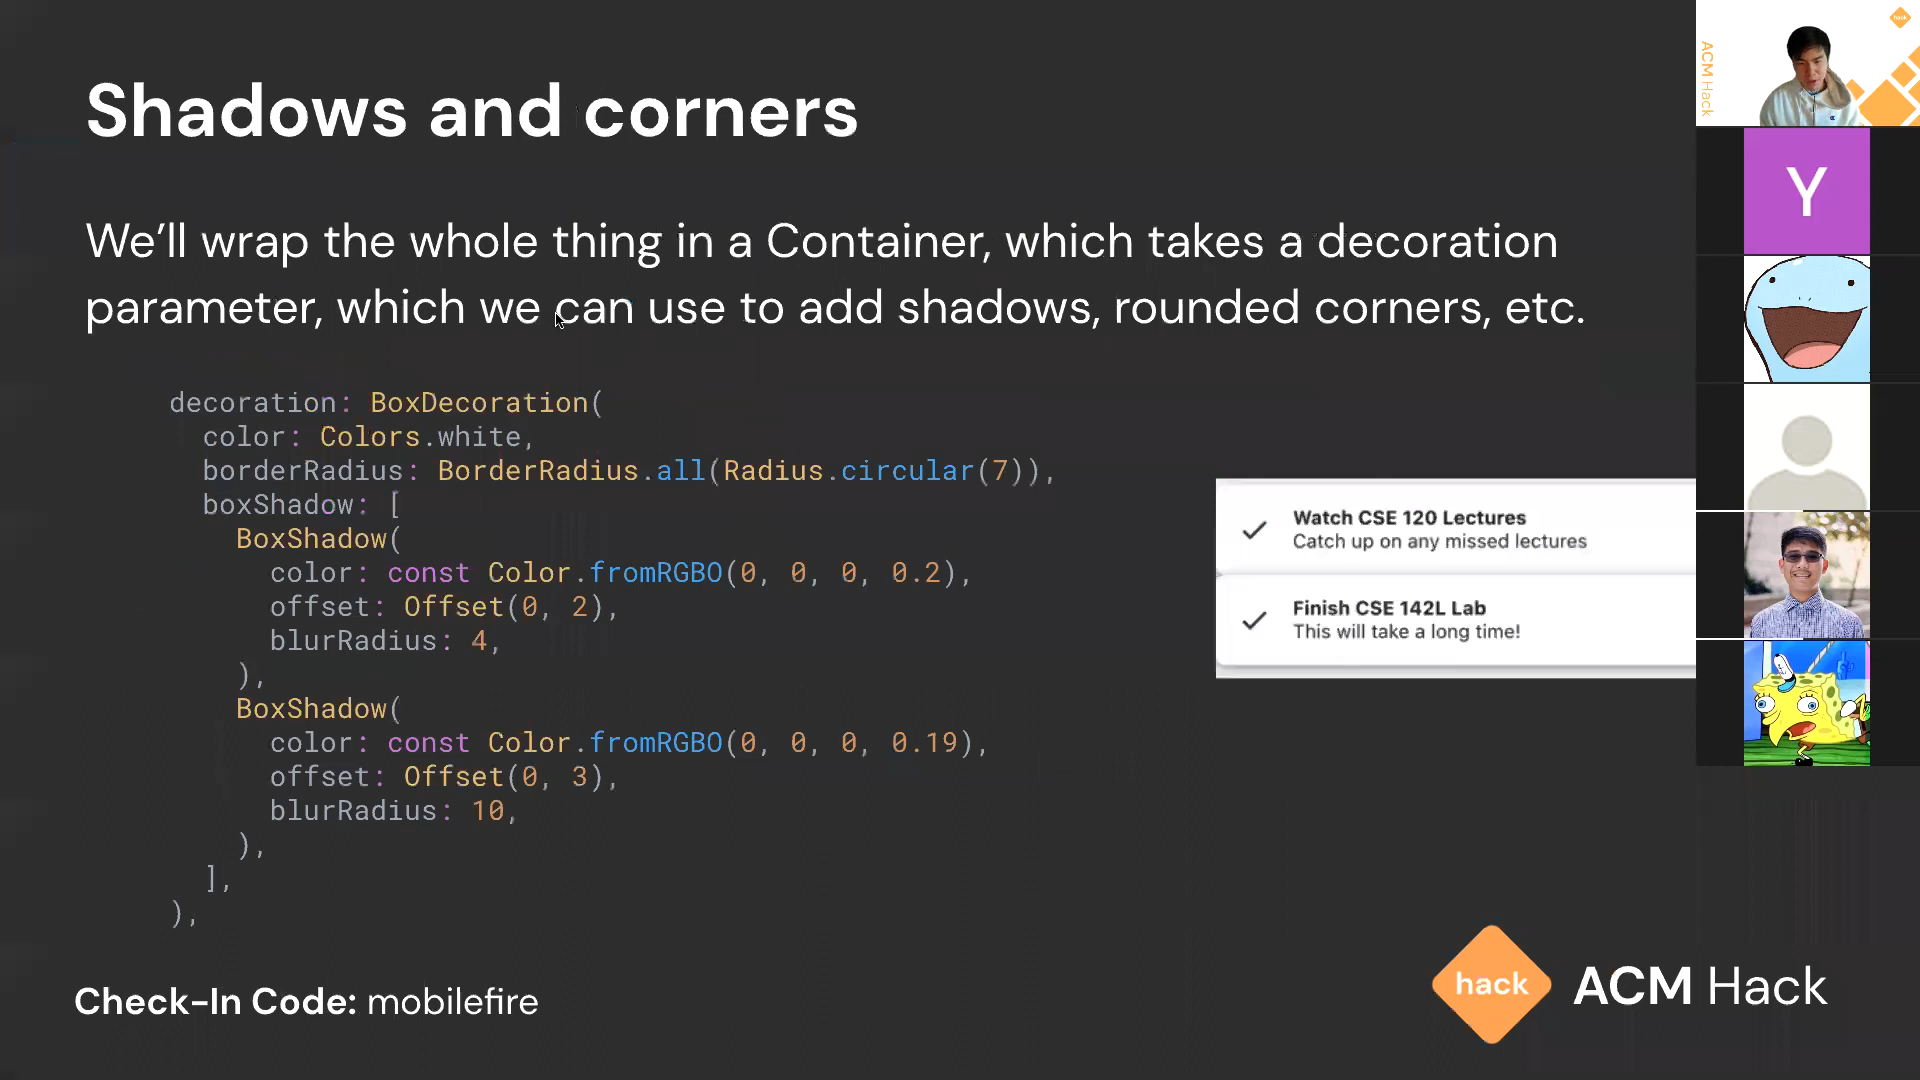 Shadows and corners
We’ll wrap the whole thing in a Container, which takes a decoration
parameter, which we can use to add shadows, rounded corners, etc.
decoration: BoxDecoration(
  color: Colors.white,
  borderRadius: BorderRadius.all(Radius.circular(7)),
  boxShadow: [
    BoxShadow(
      color: const Color.fromRGBO(0, 0, 0, 0.2),
      offset: Offset(0, 2),
      blurRadius: 4,
    ),
    BoxShadow(
      color: const Color.fromRGBO(0, 0, 0, 0.19),
      offset: Offset(0, 3),
      blurRadius: 10,
    ),
  ],
),
Watch CSE 120 Lectures
Catch up on any missed lectures
Finish CSE 142L Lab
This will take a long time!
Check-In Code: mobilefire
hack
ACM Hack
hack
ACM Hack
Y